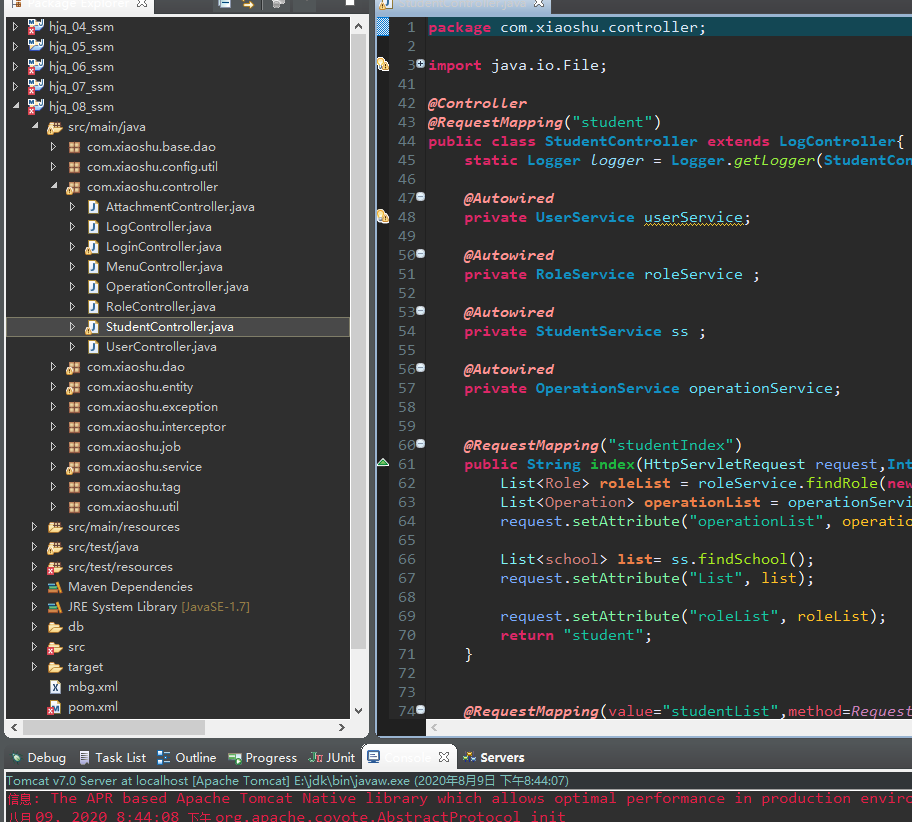 Package Explorer
hjq_04_ssm
hjq_05_ssm
hjq_06_ssm
hjq_07_ssm
hjq_08_ssm
src/main/java
com.xiaoshu.base.dao
com.xiaoshu.config.util
com.xiaoshu.controller
AttachmentController.java
LogController.java
LoginController.java
MenuController.java
OperationController.java
RoleController.java
StudentController.java
UserController.java
com.xiaoshu.dao
com.xiaoshu.entity
com.xiaoshu.exception
com.xiaoshu.interceptor
com.xiaoshu.job
com.xiaoshu.service
com.xiaoshu.tag
com.xiaoshu.util
src/main/resources
src/test/java
src/test/resources
Maven Dependencies
JRE System Library [JavaSE-1.7]
db
src
target
mbg.xml
pom.xml
StudentController.java
1 package com.xiaoshu.controller;
2
3 import java.io.File;
41
42 @Controller
43 @RequestMapping("student")
44 public class StudentController extends LogController{
45 static Logger logger = Logger.getLogger(StudentCon
46
47 @Autowired
48 private UserService userService;
49
50 @Autowired
51 private RoleService roleService ;
52
53 @Autowired
54 private StudentService ss ;
55
56 @Autowired
57 private OperationService operationService;
58
59
60 @RequestMapping("studentIndex")
61 public String index(HttpServletRequest request,Int
62 List<Role> roleList = roleService.findRole(new
63 List<Operation> operationList = operationServi
64 request.setAttribute("operationList", operatio
65
66 List<school> list= ss.findSchool();
67 request.setAttribute("List", list);
68
69 request.setAttribute("roleList", roleList);
70 return "student";
71 }
72
73
74 @RequestMapping(value="studentList",method=Request
Debug Task List Outline Progress JUnit Console Servers
Tomcat v7.0 Server at localhost [Apache Tomcat] E:\jdk\bin\javaw.exe (2020年8月9日 下午8:44:07)
信息: The APR based Apache Tomcat Native library which allows optimal performance in production enviro
八月 09, 2020 8:44:08 下午 org.apache.coyote.AbstractProtocol init